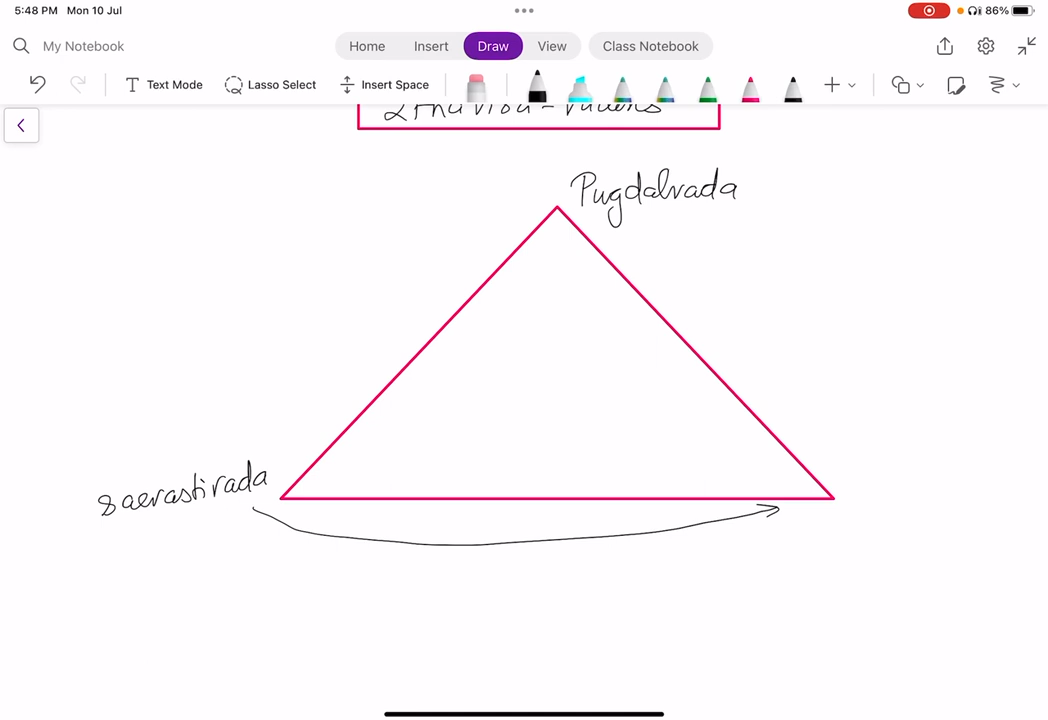 5:48 PM Mon 10 Jul
86%
My Notebook
Home Insert Draw View Class Notebook
Text Mode Lasso Select Insert Space
Pugdalvada
saerastirada